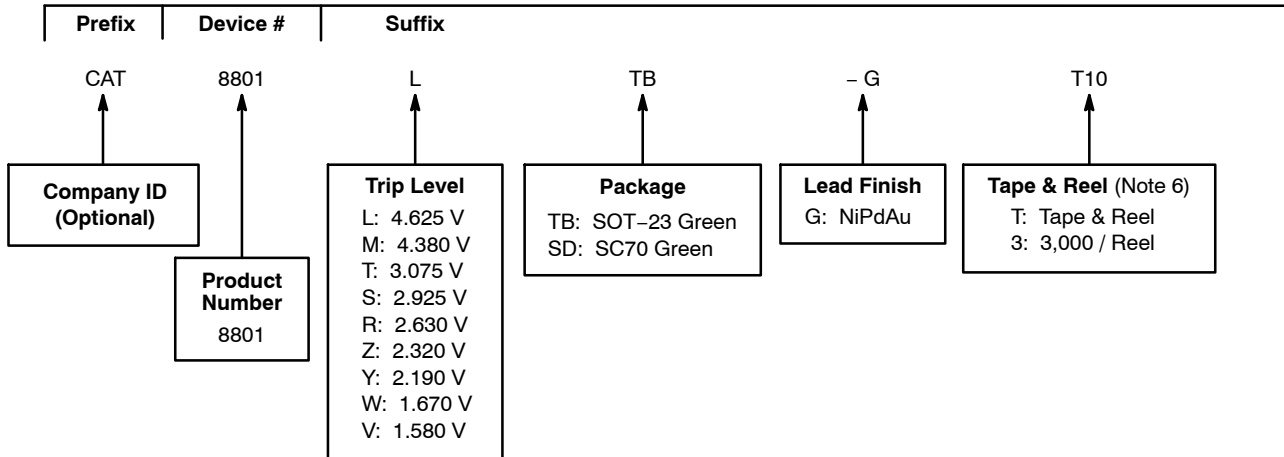 Prefix Device # Suffix
CAT 8801 L TB – G T10
Company ID
(Optional)
Product
Number
8801
Trip Level
L: 4.625 V
M: 4.380 V
T: 3.075 V
S: 2.925 V
R: 2.630 V
Z: 2.320 V
Y: 2.190 V
W: 1.670 V
V: 1.580 V
Package
TB: SOT−23 Green
SD: SC70 Green
Lead Finish
G: NiPdAu
Tape & Reel (Note 6)
T: Tape & Reel
3: 3,000 / Reel